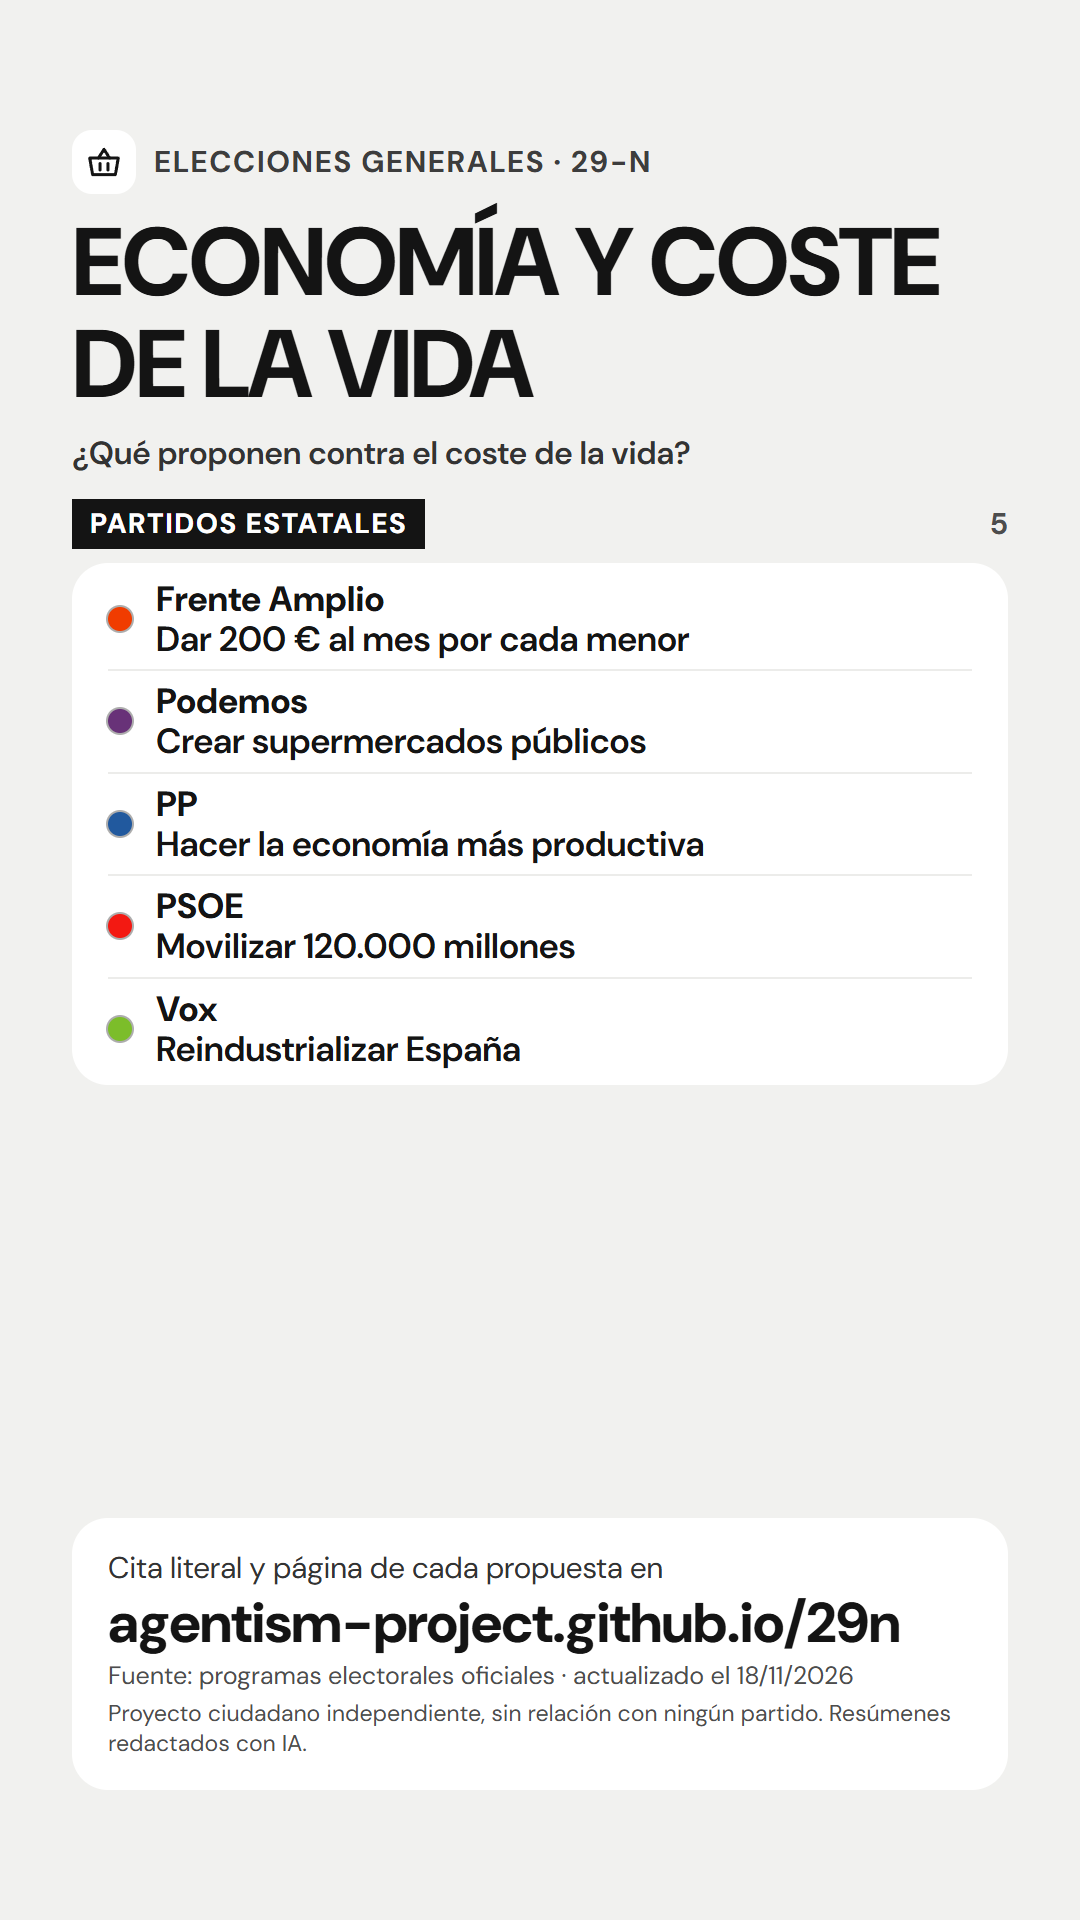 ELECCIONES GENERALES · 29-N
ECONOMÍA Y COSTE
DE LA VIDA
¿Qué proponen contra el coste de la vida?
PARTIDOS ESTATALES 5
Frente Amplio
Dar 200 € al mes por cada menor
Podemos
Crear supermercados públicos
PP
Hacer la economía más productiva
PSOE
Movilizar 120.000 millones
Vox
Reindustrializar España
Cita literal y página de cada propuesta en
agentism-project.github.io/29n
Fuente: programas electorales oficiales · actualizado el 18/11/2026
Proyecto ciudadano independiente, sin relación con ningún partido. Resúmenes
redactados con IA.